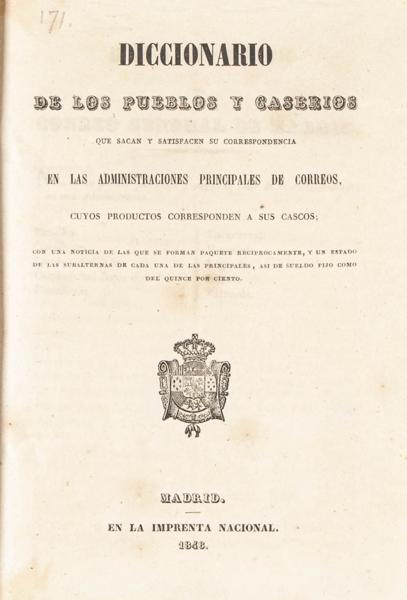 171.
DICCIONARIO
DE LOS PUEBLOS Y CASERIOS
QUE SACAN Y SATISFACEN SU CORRESPONDENCIA
EN LAS ADMINISTRACIONES PRINCIPALES DE CORREOS,
CUYOS PRODUCTOS CORRESPONDEN A SUS CASCOS;
CON UNA NOTICIA DE LAS QUE SE FORMAN PAQUETE RECIPROCAMENTE, Y UN ESTADO
DE LAS SUBALTERNAS DE CADA UNA DE LAS PRINCIPALES, ASI DE SUELDO FIJO COMO
DEL QUINCE POR CIENTO.
MADRID.
EN LA IMPRENTA NACIONAL.